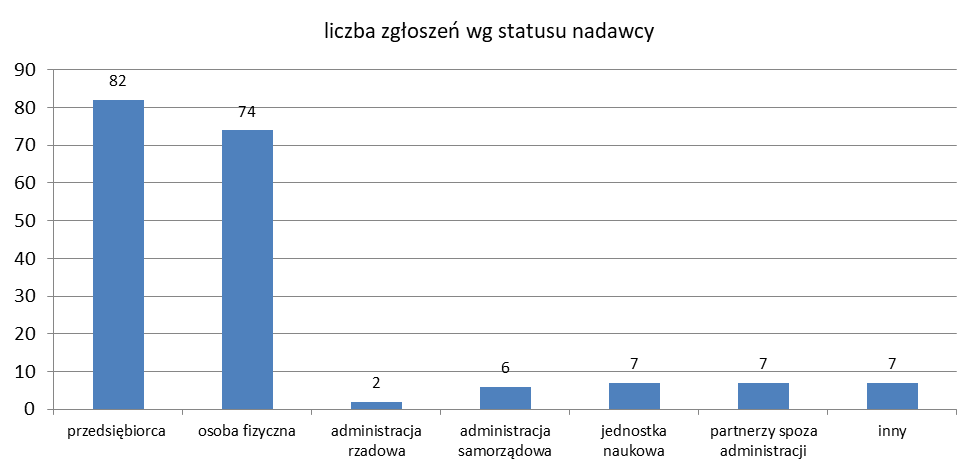 liczba zgłoszeń wg statusu nadawcy
90
80
70
60
50
40
30
20
10
0
82
74
2
6
7
7
7
przedsiębiorca
osoba fizyczna
administracja
rzadowa
administracja
samorządowa
jednostka
naukowa
partnerzy spoza
administracji
inny